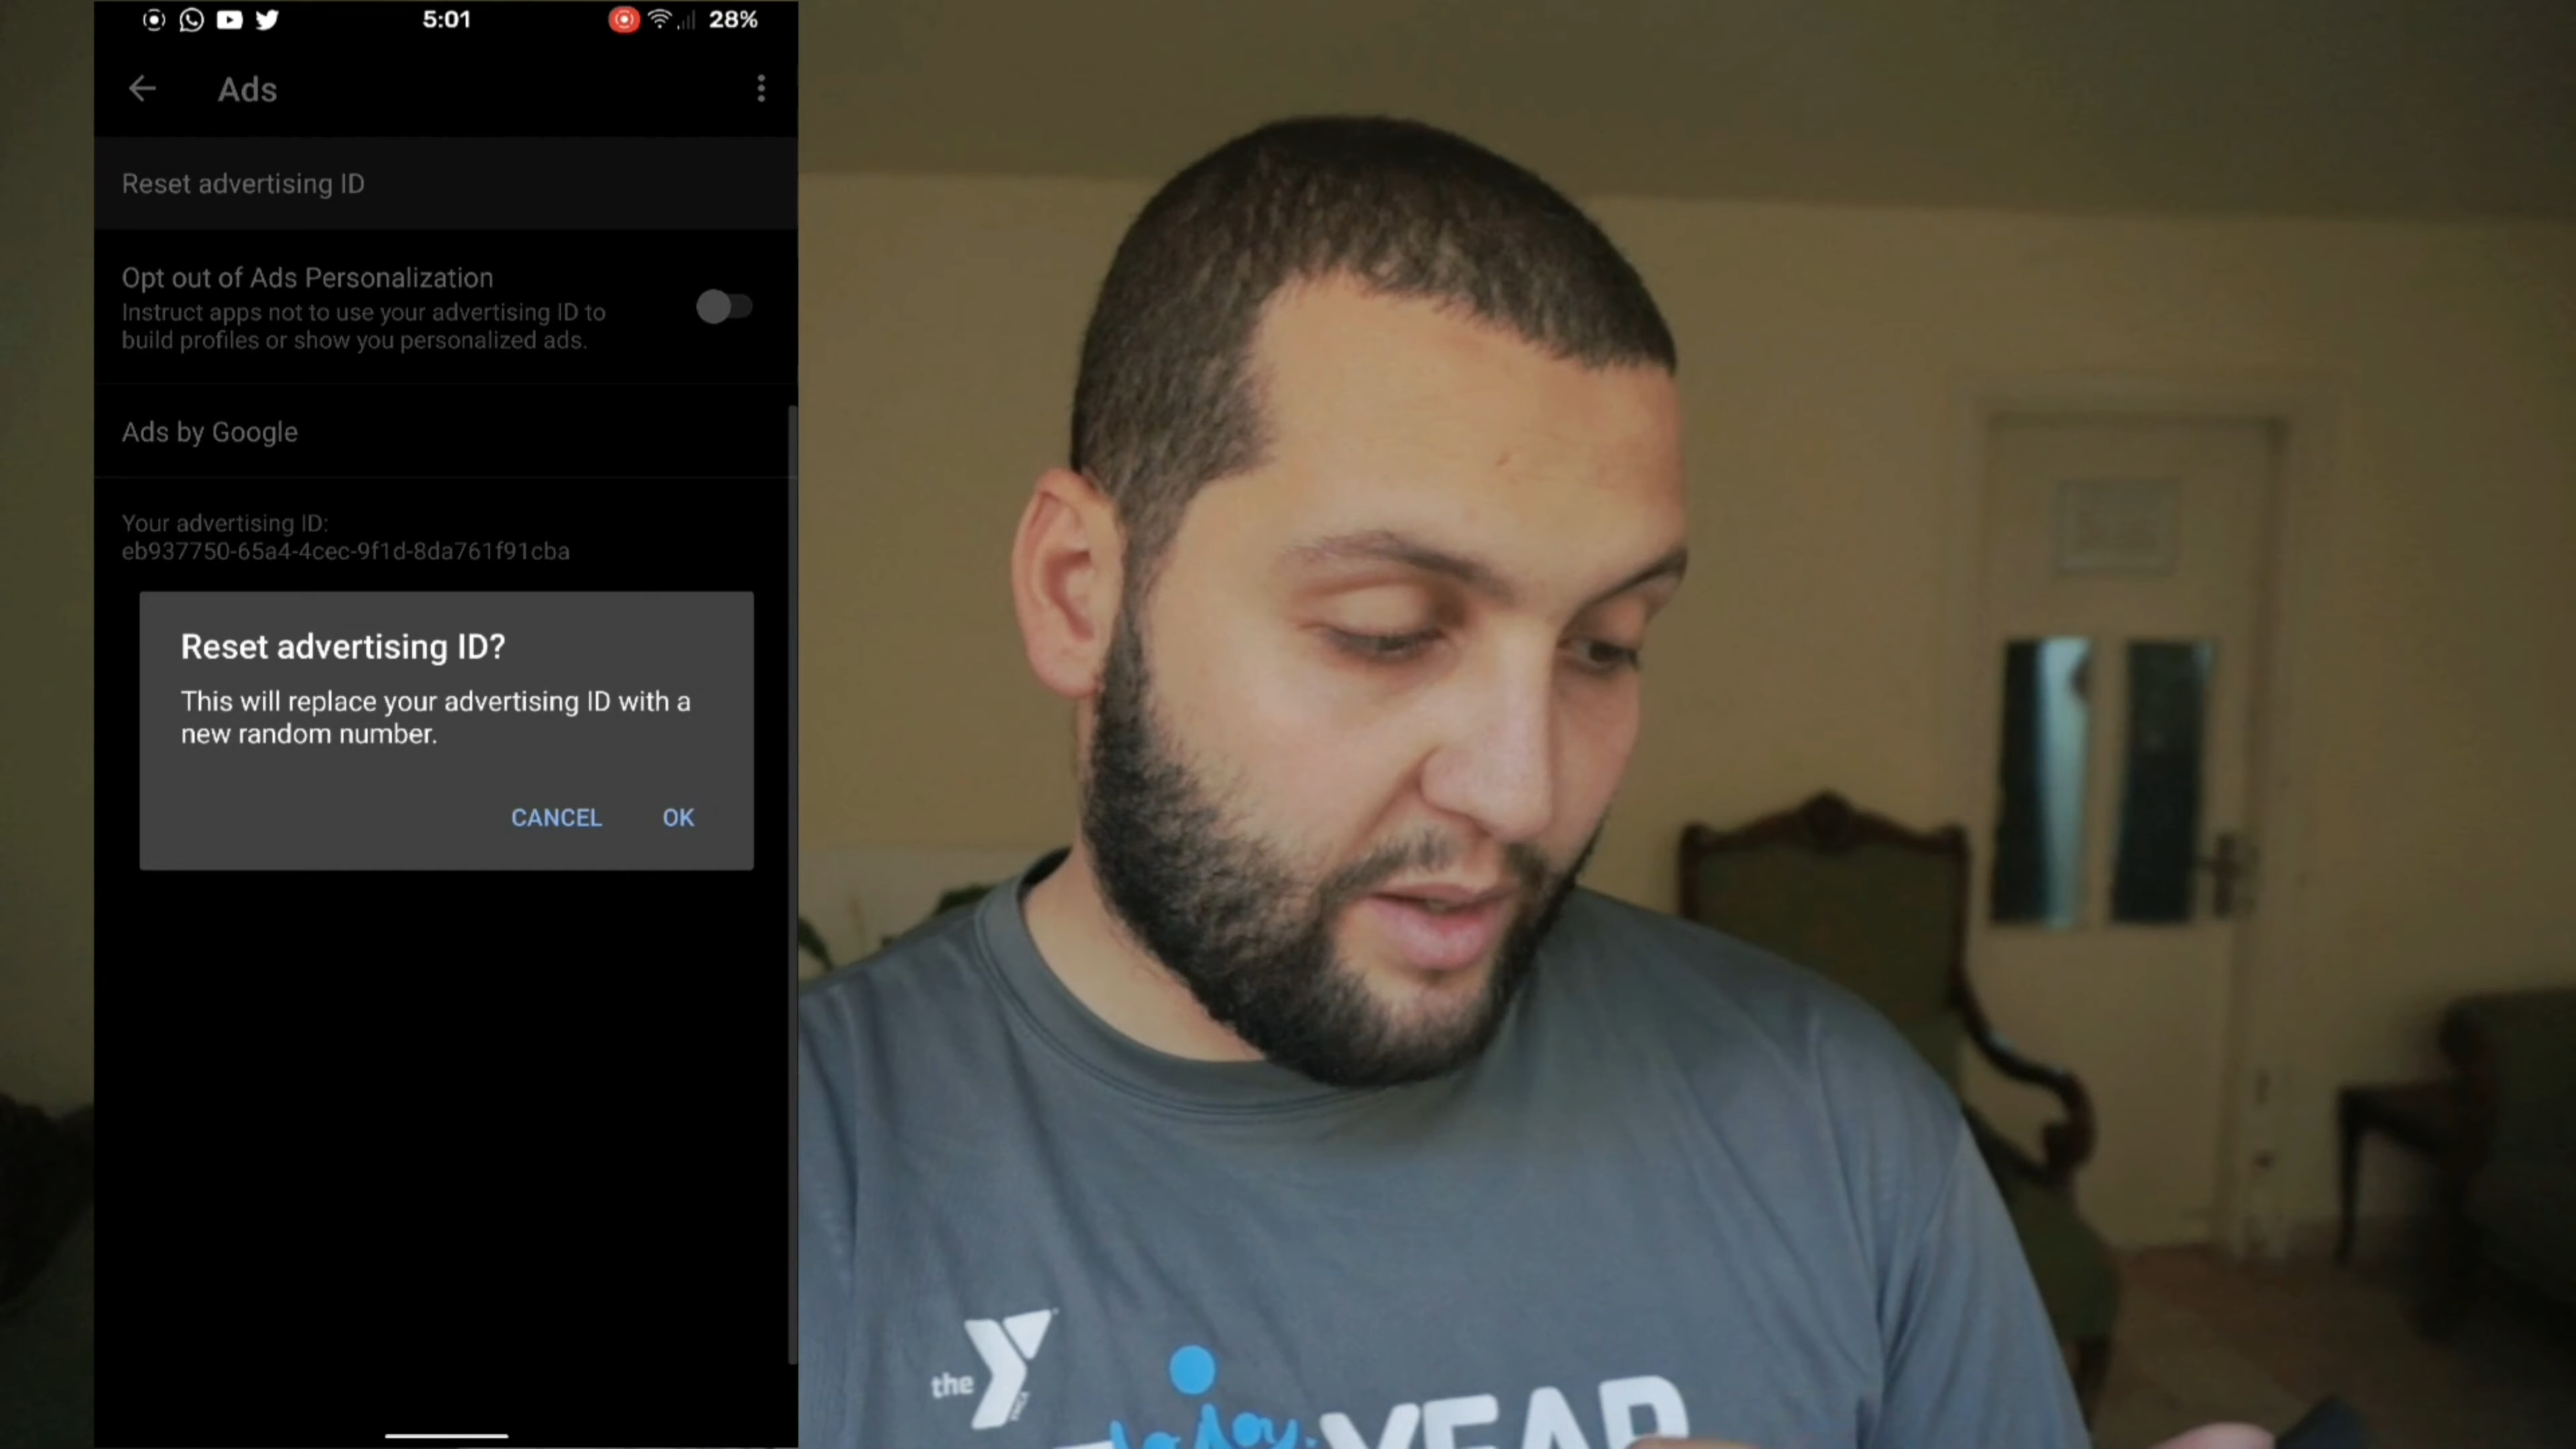 5:01
28%
Ads
Reset advertising ID
Opt out of Ads Personalization
Instruct apps not to use your advertising ID to
build profiles or show you personalized ads.
Ads by Google
Your advertising ID:
eb937750-65a4-4cec-9f1d-8da761f91cba
Reset advertising ID?
This will replace your advertising ID with a
new random number.
CANCEL OK
the Y
YEAR